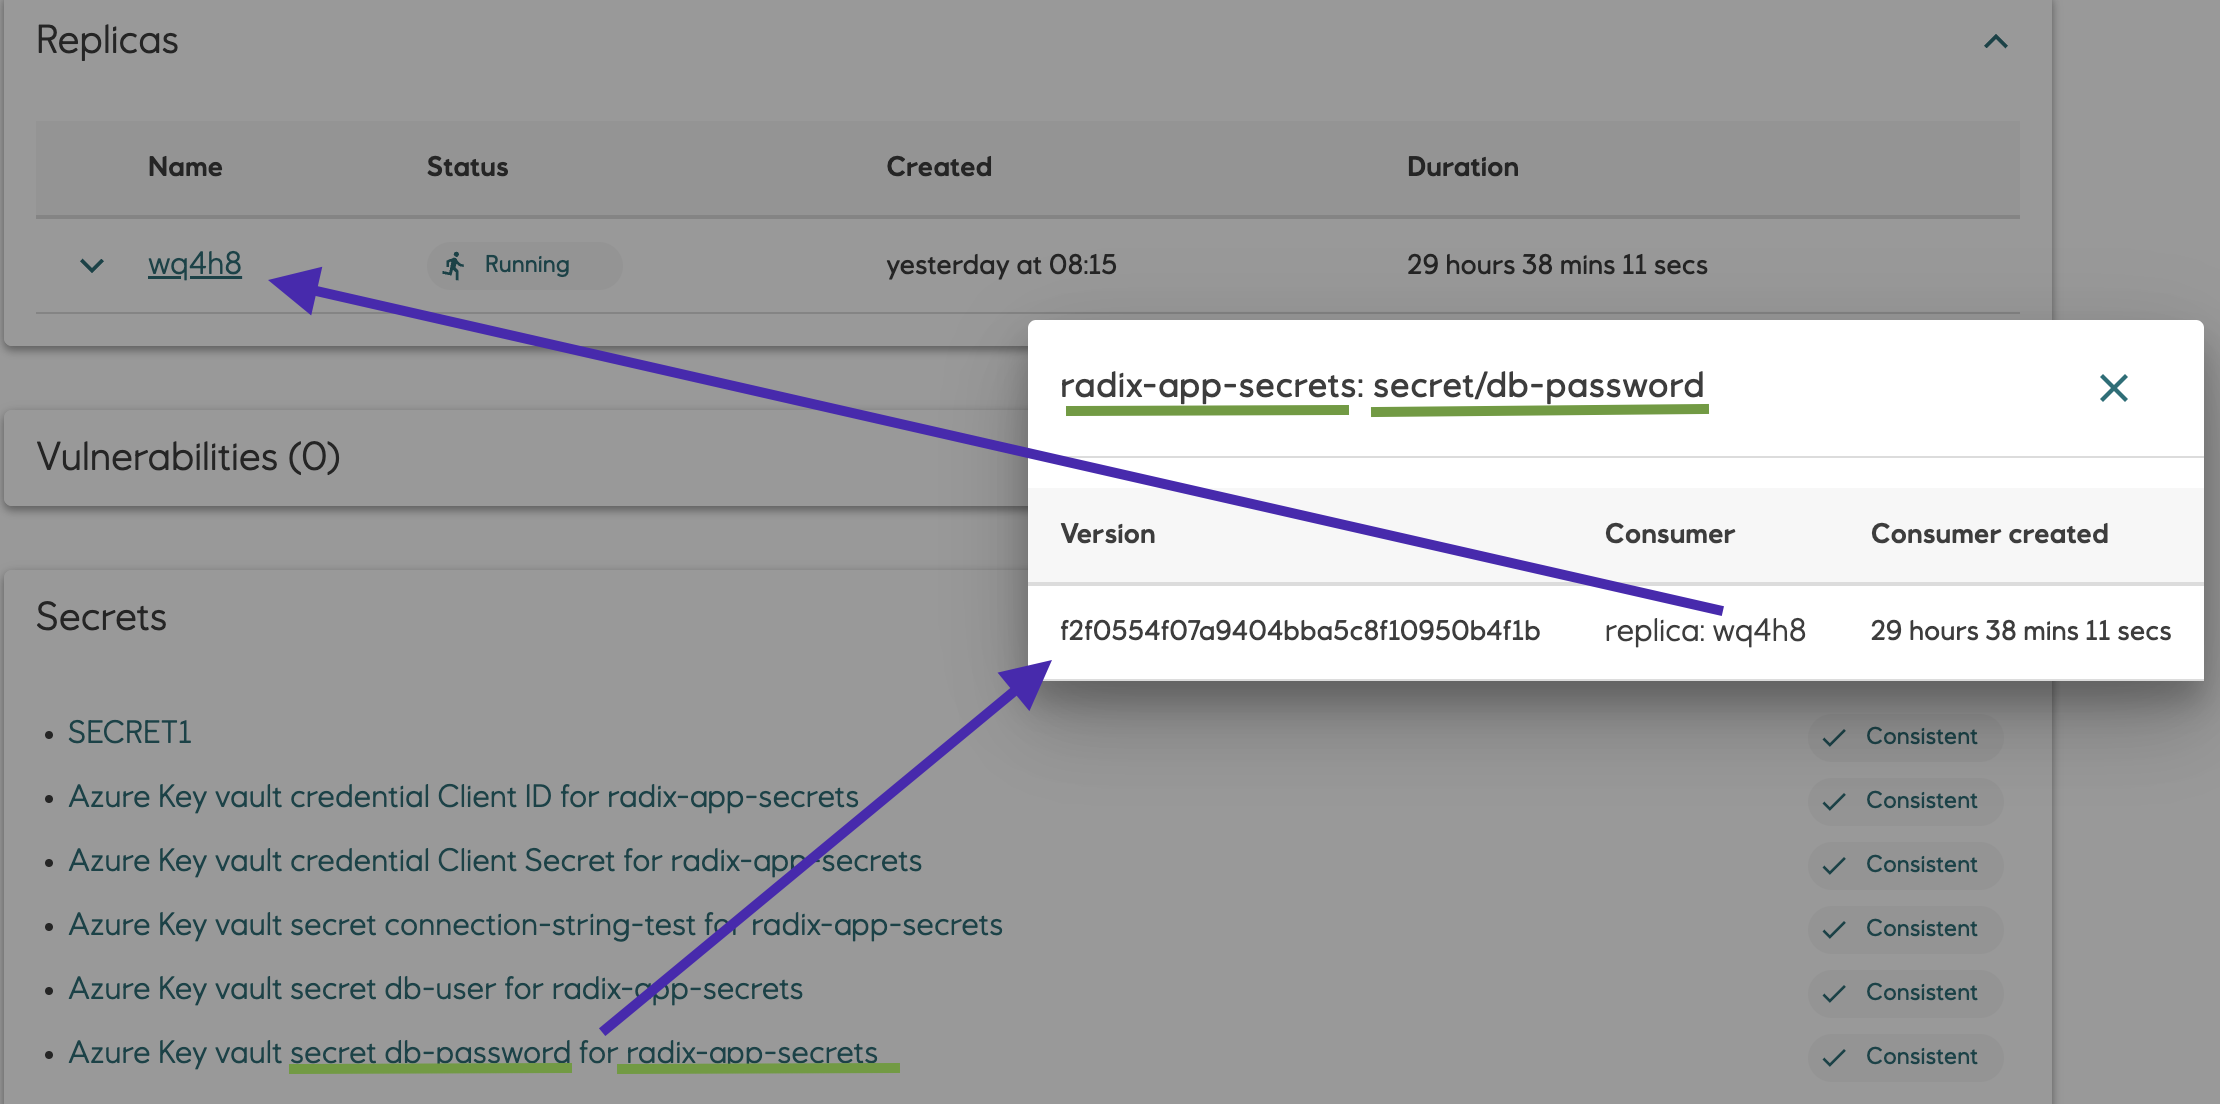 Replicas
Name Status Created Duration
wq4h8 Running yesterday at 08:15 29 hours 38 mins 11 secs
radix-app-secrets: secret/db-password
Vulnerabilities (0)
Version Consumer Consumer created
f2f0554f07a9404bba5c8f10950b4f1b replica: wq4h8 29 hours 38 mins 11 secs
Secrets
SECRET1 Consistent
Azure Key vault credential Client ID for radix-app-secrets Consistent
Azure Key vault credential Client Secret for radix-app-secrets Consistent
Azure Key vault secret connection-string-test for radix-app-secrets Consistent
Azure Key vault secret db-user for radix-app-secrets Consistent
Azure Key vault secret db-password for radix-app-secrets Consistent